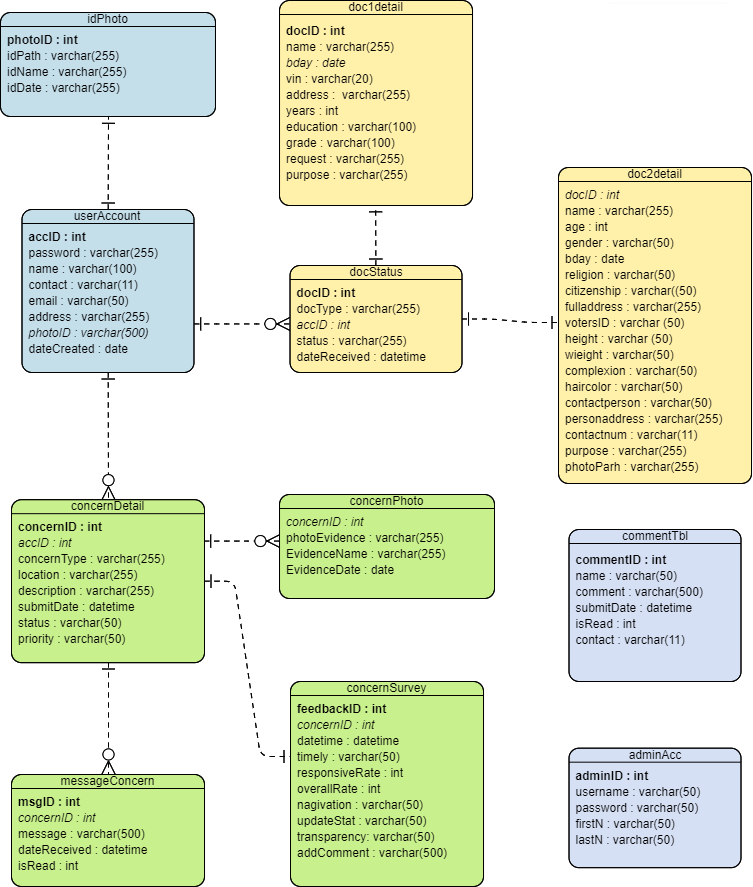 idPhoto
photoID : int
idPath : varchar(255)
idName : varchar(255)
idDate : varchar(255)
doc1detail
docID : int
name : varchar(255)
bday : date
vin : varchar(20)
address :  varchar(255)
years : int
education : varchar(100)
grade : varchar(100)
request : varchar(255)
purpose : varchar(255)
doc2detail
docID : int
name : varchar(255)
age : int
gender : varchar(50)
bday : date
religion : varchar(50)
citizenship : varchar((50)
fulladdress : varchar(255)
votersID : varchar (50)
height : varchar (50)
wieight : varchar(50)
complexion : varchar(50)
haircolor : varchar(50)
contactperson : varchar(50)
personaddress : varchar(255)
contactnum : varchar(11)
purpose : varchar(255)
photoParh : varchar(255)
userAccount
accID : int
password : varchar(255)
name : varchar(100)
contact : varchar(11)
email : varchar(50)
address : varchar(255)
photoID : varchar(500)
dateCreated : date
docStatus
docID : int
docType : varchar(255)
accID : int
status : varchar(255)
dateReceived : datetime
concernDetail
concernID : int
accID : int
concernType : varchar(255)
location : varchar(255)
description : varchar(255)
submitDate : datetime
status : varchar(50)
priority : varchar(50)
concernPhoto
concernID : int
photoEvidence : varchar(255)
EvidenceName : varchar(255)
EvidenceDate : date
commentTbl
commentID : int
name : varchar(50)
comment : varchar(500)
submitDate : datetime
isRead : int
contact : varchar(11)
concernSurvey
feedbackID : int
concernID : int
datetime : datetime
timely : varchar(50)
responsiveRate : int
overallRate : int
nagivation : varchar(50)
updateStat : varchar(50)
transparency: varchar(50)
addComment : varchar(500)
messageConcern
msgID : int
concernID : int
message : varchar(500)
dateReceived : datetime
isRead : int
adminAcc
adminID : int
username : varchar(50)
password : varchar(50)
firstN : varchar(50)
lastN : varchar(50)